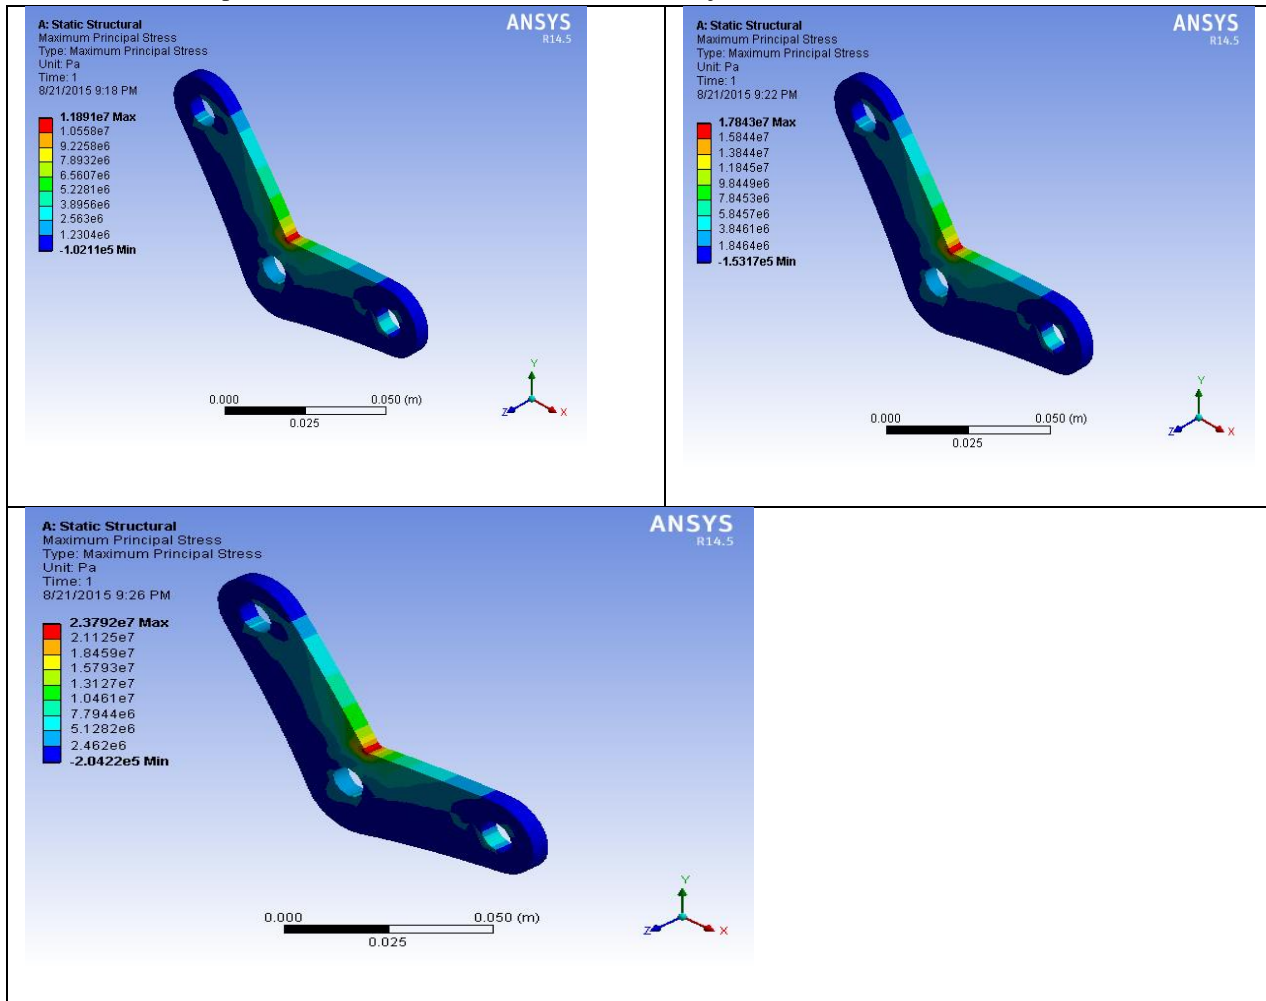 A: Static Structural
Maximum Principal Stress
Type: Maximum Principal Stress
Unit: Pa
Time: 1
8/21/2015 9:18 PM
ANSYS
R14.5
1.1891e7 Max
1.0558e7
9.2258e6
7.8932e6
6.5607e6
5.2281e6
3.8956e6
2.563e6
1.2304e6
-1.0211e5 Min
0.000 0.050 (m)
0.025
Y
Z X
A: Static Structural
Maximum Principal Stress
Type: Maximum Principal Stress
Unit: Pa
Time: 1
8/21/2015 9:22 PM
ANSYS
R14.5
1.7843e7 Max
1.5844e7
1.3844e7
1.1845e7
9.8449e6
7.8453e6
5.8457e6
3.8461e6
1.8464e6
-1.5317e5 Min
0.000 0.050 (m)
0.025
Y
Z X
A: Static Structural
Maximum Principal Stress
Type: Maximum Principal Stress
Unit: Pa
Time: 1
8/21/2015 9:26 PM
ANSYS
R14.5
2.3792e7 Max
2.1125e7
1.8459e7
1.5793e7
1.3127e7
1.0461e7
7.7944e6
5.1282e6
2.462e6
-2.0422e5 Min
0.000 0.050 (m)
0.025
Y
Z X